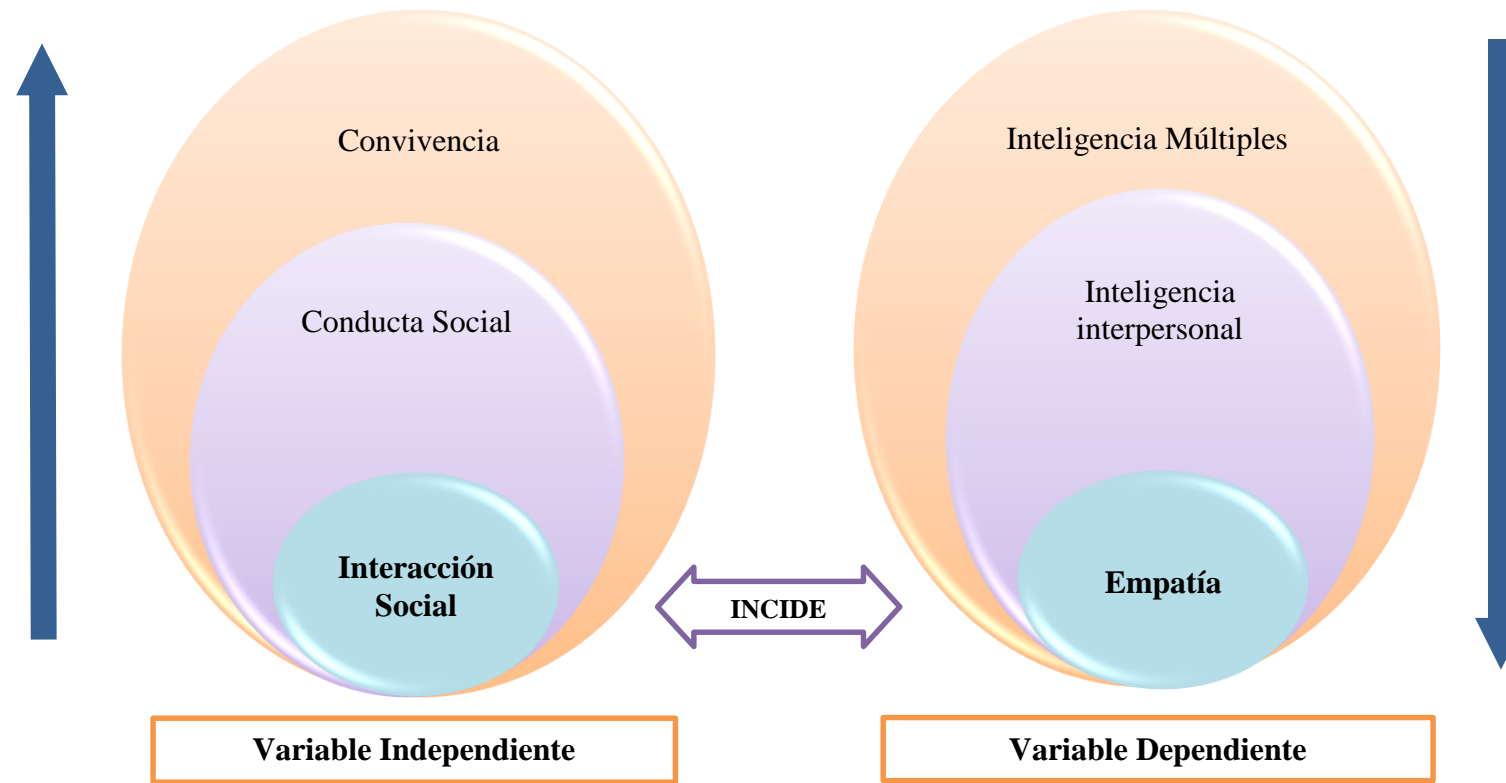 Convivencia
Conducta Social
Interacción
Social
INCIDE
Inteligencia Múltiples
Inteligencia
interpersonal
Empatía
Variable Independiente
Variable Dependiente